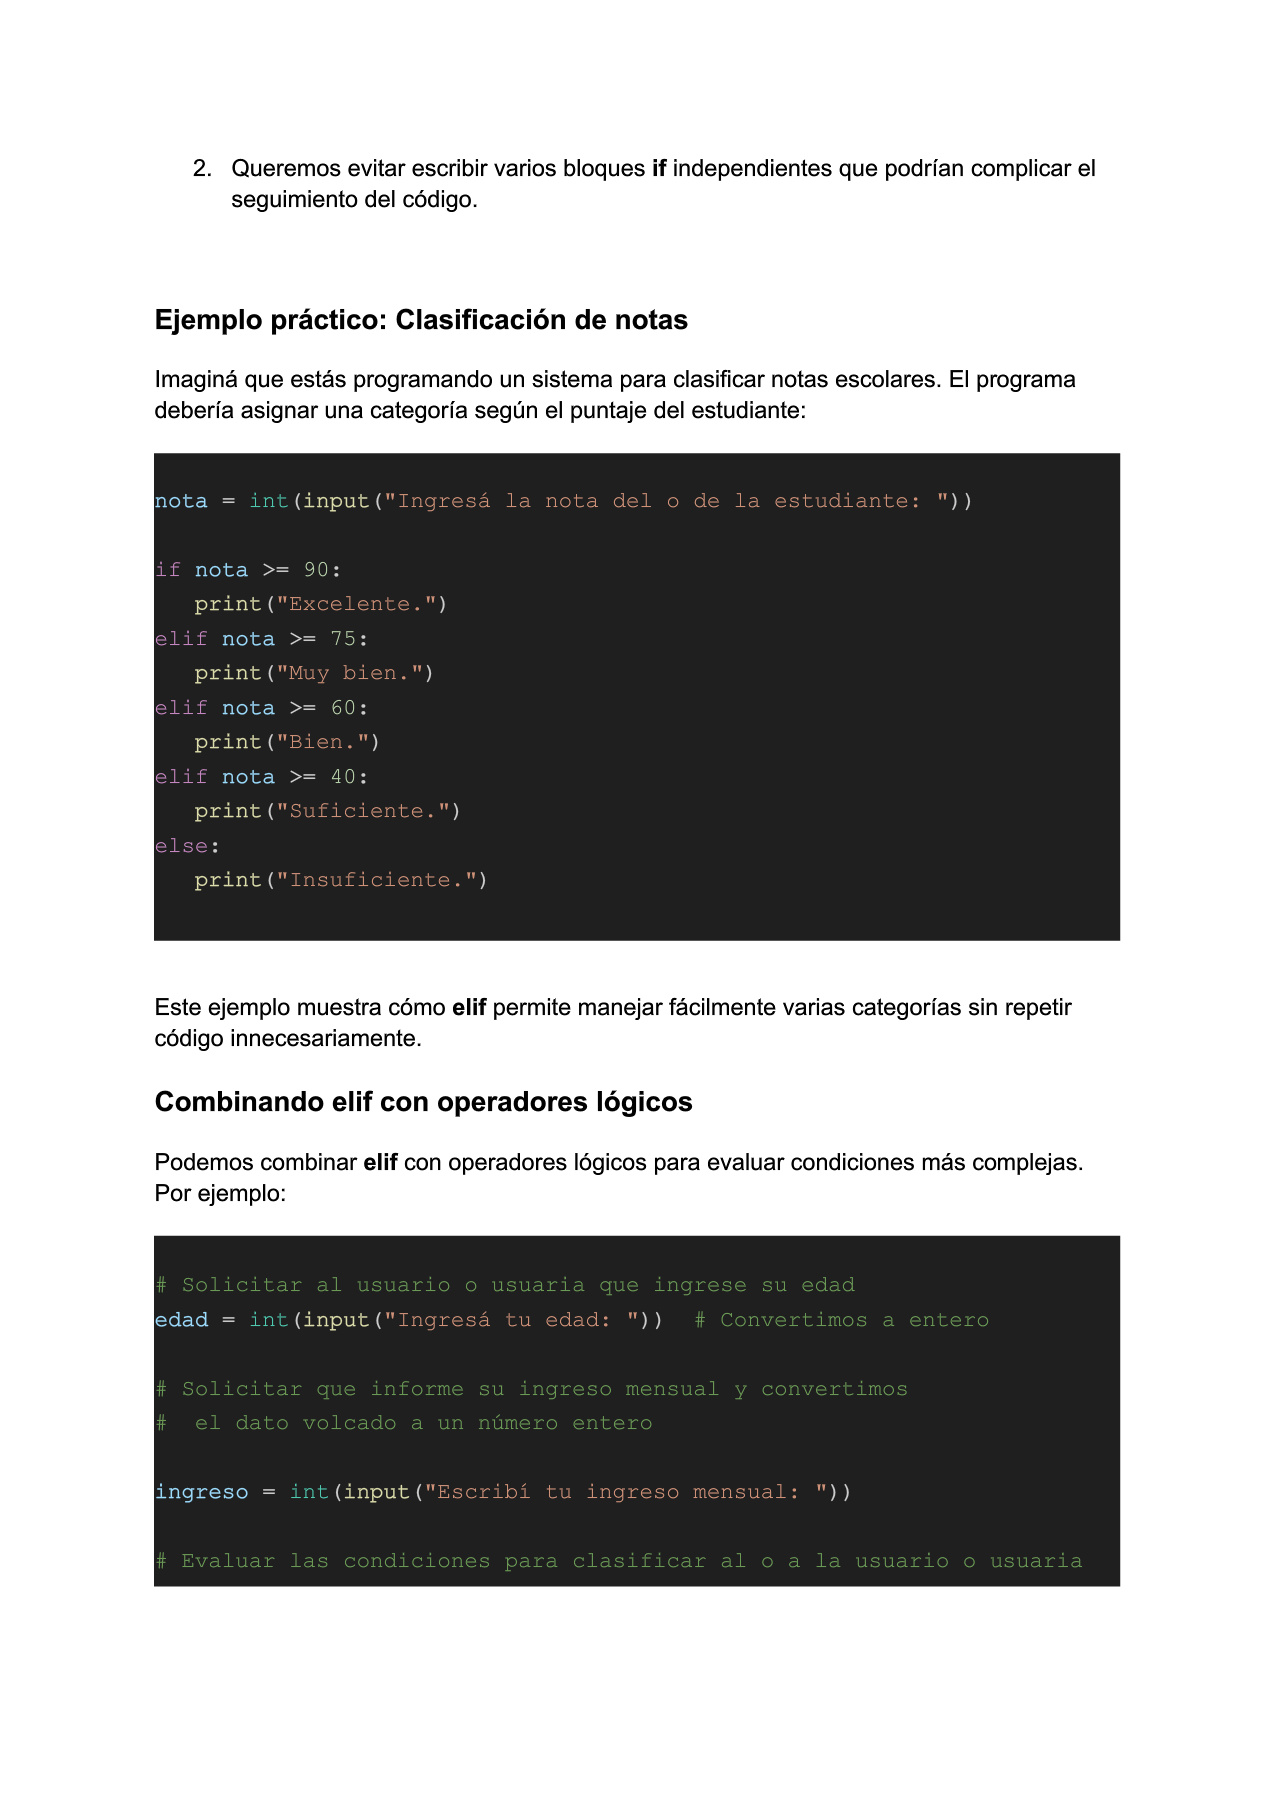 2. Queremos evitar escribir varios bloques if independientes que podrían complicar el
seguimiento del código.
Ejemplo práctico: Clasificación de notas
Imaginá que estás programando un sistema para clasificar notas escolares. El programa
debería asignar una categoría según el puntaje del estudiante:
nota = int(input("Ingresá la nota del o de la estudiante: "))
if nota >= 90:
   print("Excelente.")
elif nota >= 75:
   print("Muy bien.")
elif nota >= 60:
   print("Bien.")
elif nota >= 40:
   print("Suficiente.")
else:
   print("Insuficiente.")
Este ejemplo muestra cómo elif permite manejar fácilmente varias categorías sin repetir
código innecesariamente.
Combinando elif con operadores lógicos
Podemos combinar elif con operadores lógicos para evaluar condiciones más complejas.
Por ejemplo:
# Solicitar al usuario o usuaria que ingrese su edad
edad = int(input("Ingresá tu edad: "))  # Convertimos a entero
# Solicitar que informe su ingreso mensual y convertimos
#  el dato volcado a un número entero
ingreso = int(input("Escribí tu ingreso mensual: "))
# Evaluar las condiciones para clasificar al o a la usuario o usuaria